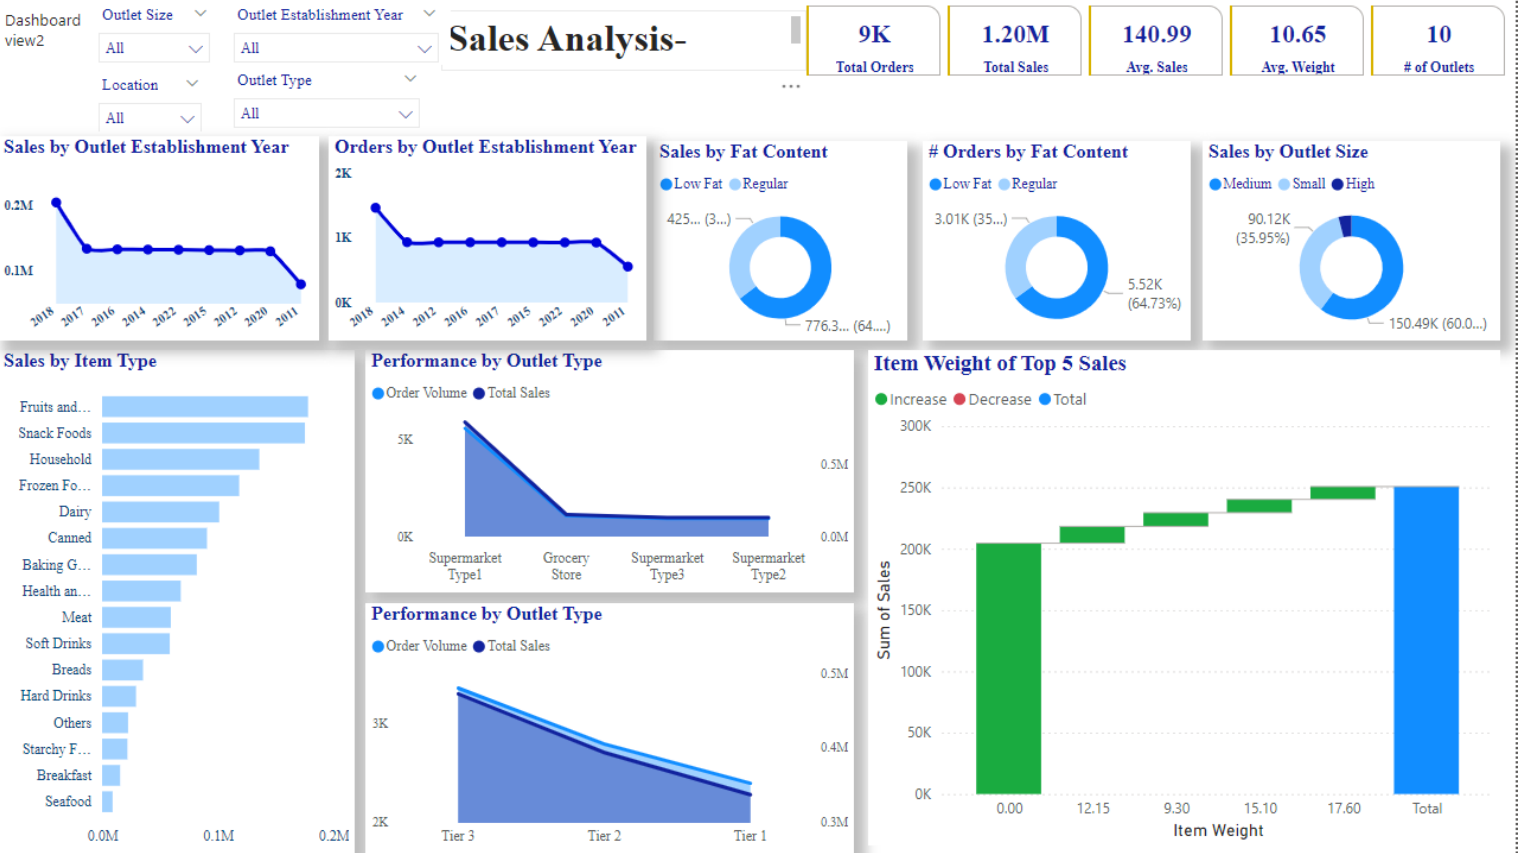 Dashboard
view2
Outlet Size
All
Outlet Establishment Year
All
Location
All
Outlet Type
All
Sales Analysis-
9K
Total Orders
1.20M
Total Sales
140.99
Avg. Sales
10.65
Avg. Weight
10
# of Outlets
Sales by Outlet Establishment Year
0.2M
0.1M
2018
2017
2016
2014
2022
2015
2012
2020
2011
Orders by Outlet Establishment Year
2K
1K
0K
2018
2014
2012
2016
2017
2015
2022
2020
2011
Sales by Fat Content
Low Fat Regular
425... (3...)
776.3... (64....)
# Orders by Fat Content
Low Fat Regular
3.01K (35...)
5.52K
(64.73%)
Sales by Outlet Size
Medium Small High
90.12K
(35.95%)
150.49K (60.0...)
Sales by Item Type
Fruits and...
Snack Foods
Household
Frozen Fo...
Dairy
Canned
Baking G...
Health an...
Meat
Soft Drinks
Breads
Hard Drinks
Others
Starchy F...
Breakfast
Seafood
0.0M 0.1M 0.2M
Performance by Outlet Type
Order Volume Total Sales
5K
0K
0.5M
0.0M
Supermarket
Type1
Grocery
Store
Supermarket
Type3
Supermarket
Type2
Performance by Outlet Type
Order Volume Total Sales
3K
2K
0.5M
0.4M
0.3M
Tier 3 Tier 2 Tier 1
Item Weight of Top 5 Sales
Increase Decrease Total
300K
250K
200K
150K
100K
50K
0K
Sum of Sales
0.00 12.15 9.30 15.10 17.60 Total
Item Weight